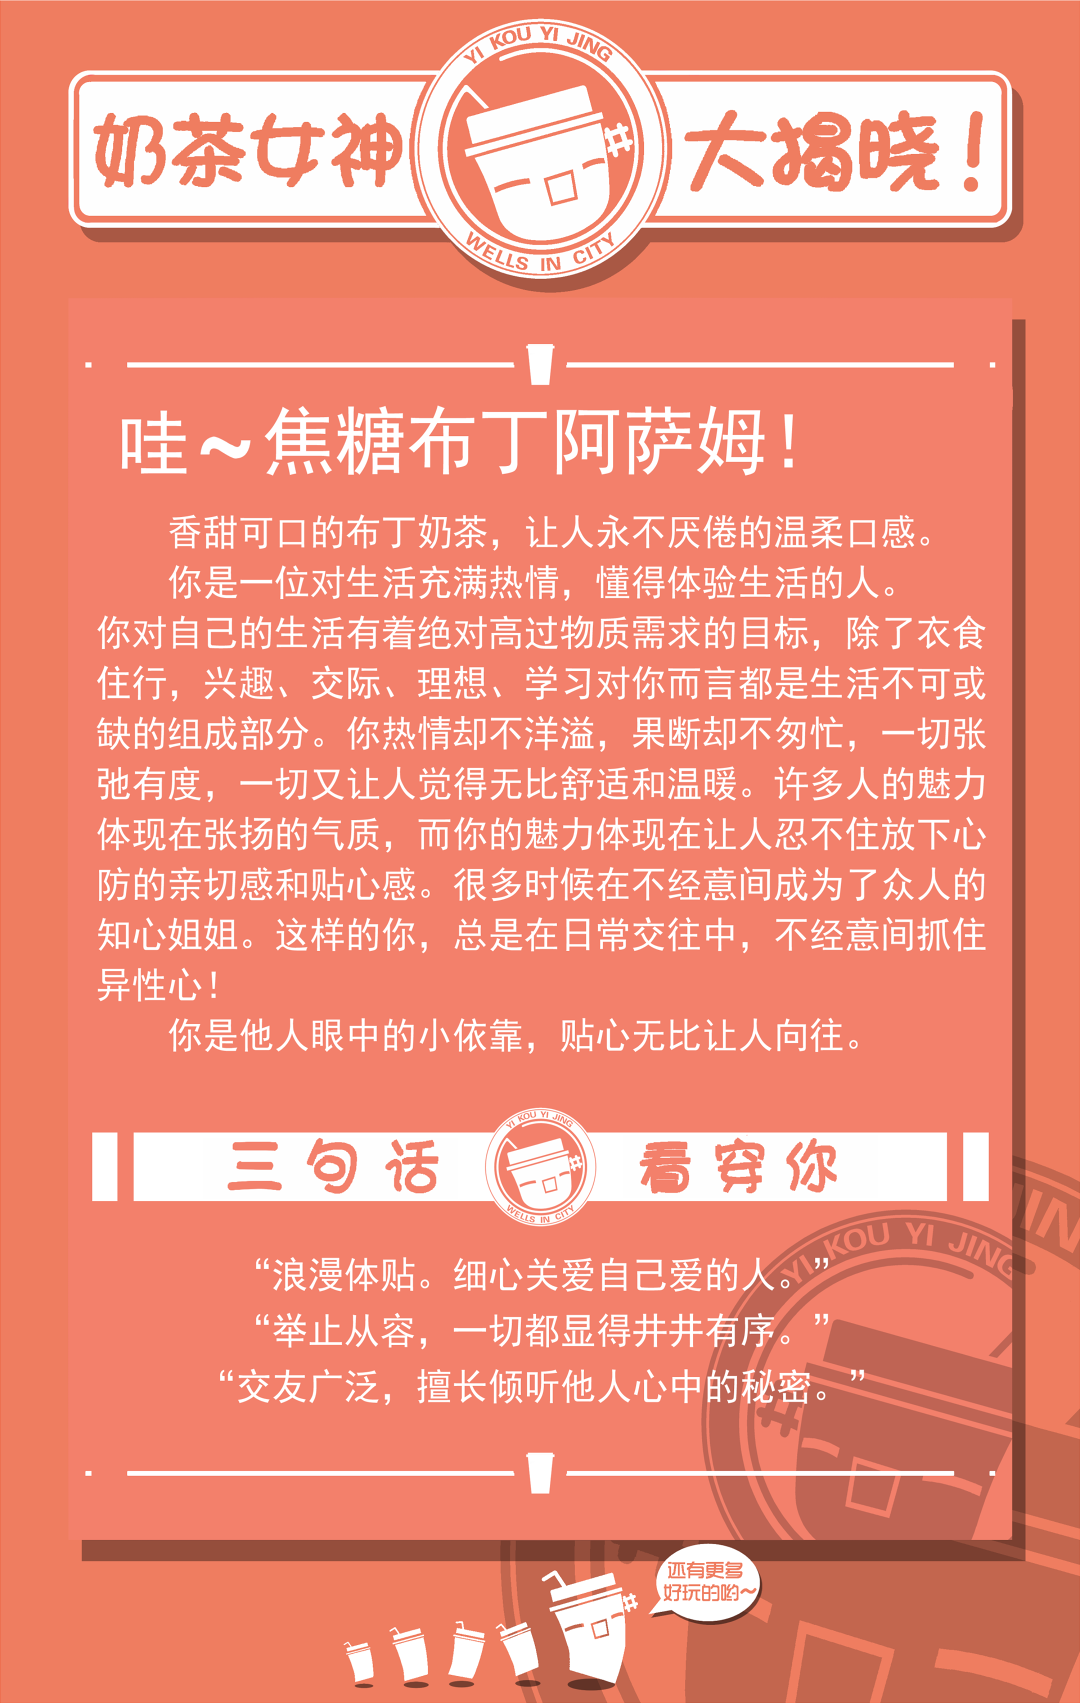 YI KOU YI JING
奶茶女神 大揭晓！
WELLS IN CITY
哇~焦糖布丁阿萨姆！
香甜可口的布丁奶茶，让人永不厌倦的温柔口感。
你是一位对生活充满热情，懂得体验生活的人。
你对自己的生活有着绝对高过物质需求的目标，除了衣食
住行，兴趣、交际、理想、学习对你而言都是生活不可或
缺的组成部分。你热情却不洋溢，果断却不匆忙，一切张
弛有度，一切又让人觉得无比舒适和温暖。许多人的魅力
体现在张扬的气质，而你的魅力体现在让人忍不住放下心
防的亲切感和贴心感。很多时候在不经意间成为了众人的
知心姐姐。这样的你，总是在日常交往中，不经意间抓住
异性心！
你是他人眼中的小依靠，贴心无比让人向往。
YI KOU YI JING
三句话 看穿你
WELLS IN CITY
“浪漫体贴。细心关爱自己爱的人。”
“举止从容，一切都显得井井有序。”
“交友广泛，擅长倾听他人心中的秘密。”
YI KOU YI JING
JIN
还有更多
好玩的哟~